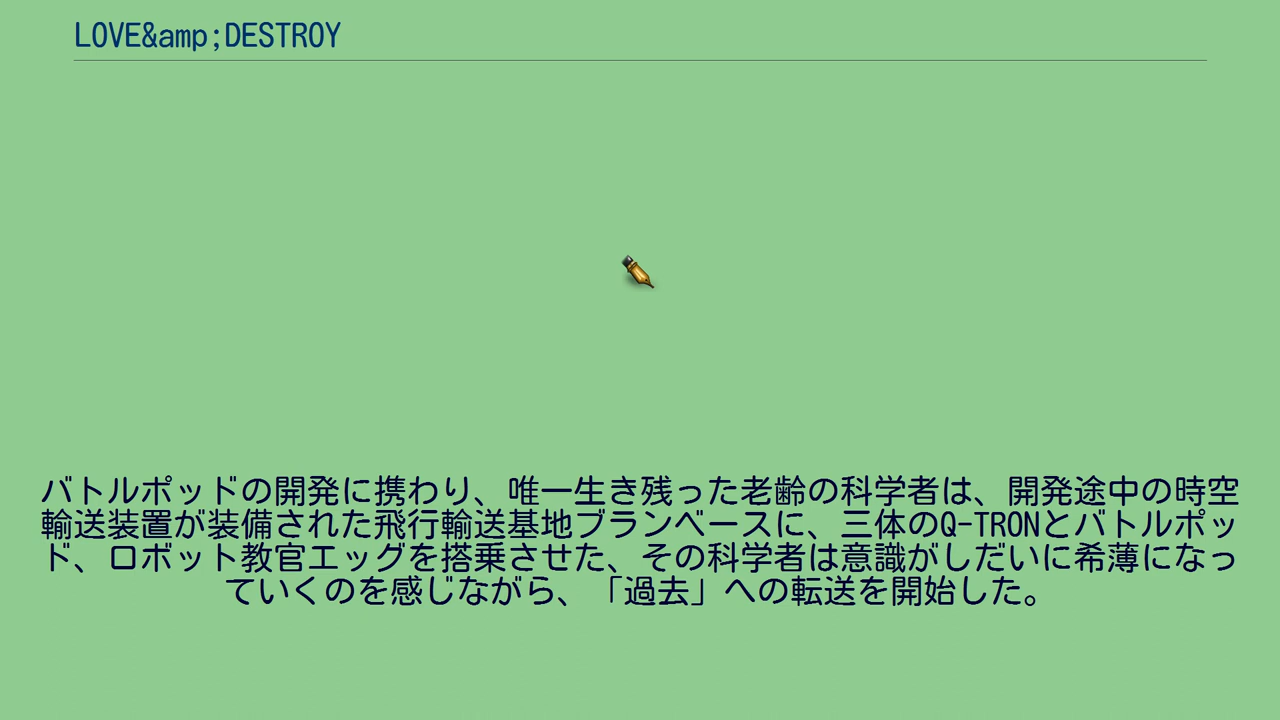 LOVE&amp;DESTROY
バトルポッドの開発に携わり、唯一生き残った老齢の科学者は、開発途中の時空
輸送装置が装備された飛行輸送基地ブランベースに、三体のQ-TRONとバトルポッ
ド、ロボット教官エッグを搭乗させた、その科学者は意識がしだいに希薄になっ
ていくのを感じながら、「過去」への転送を開始した。